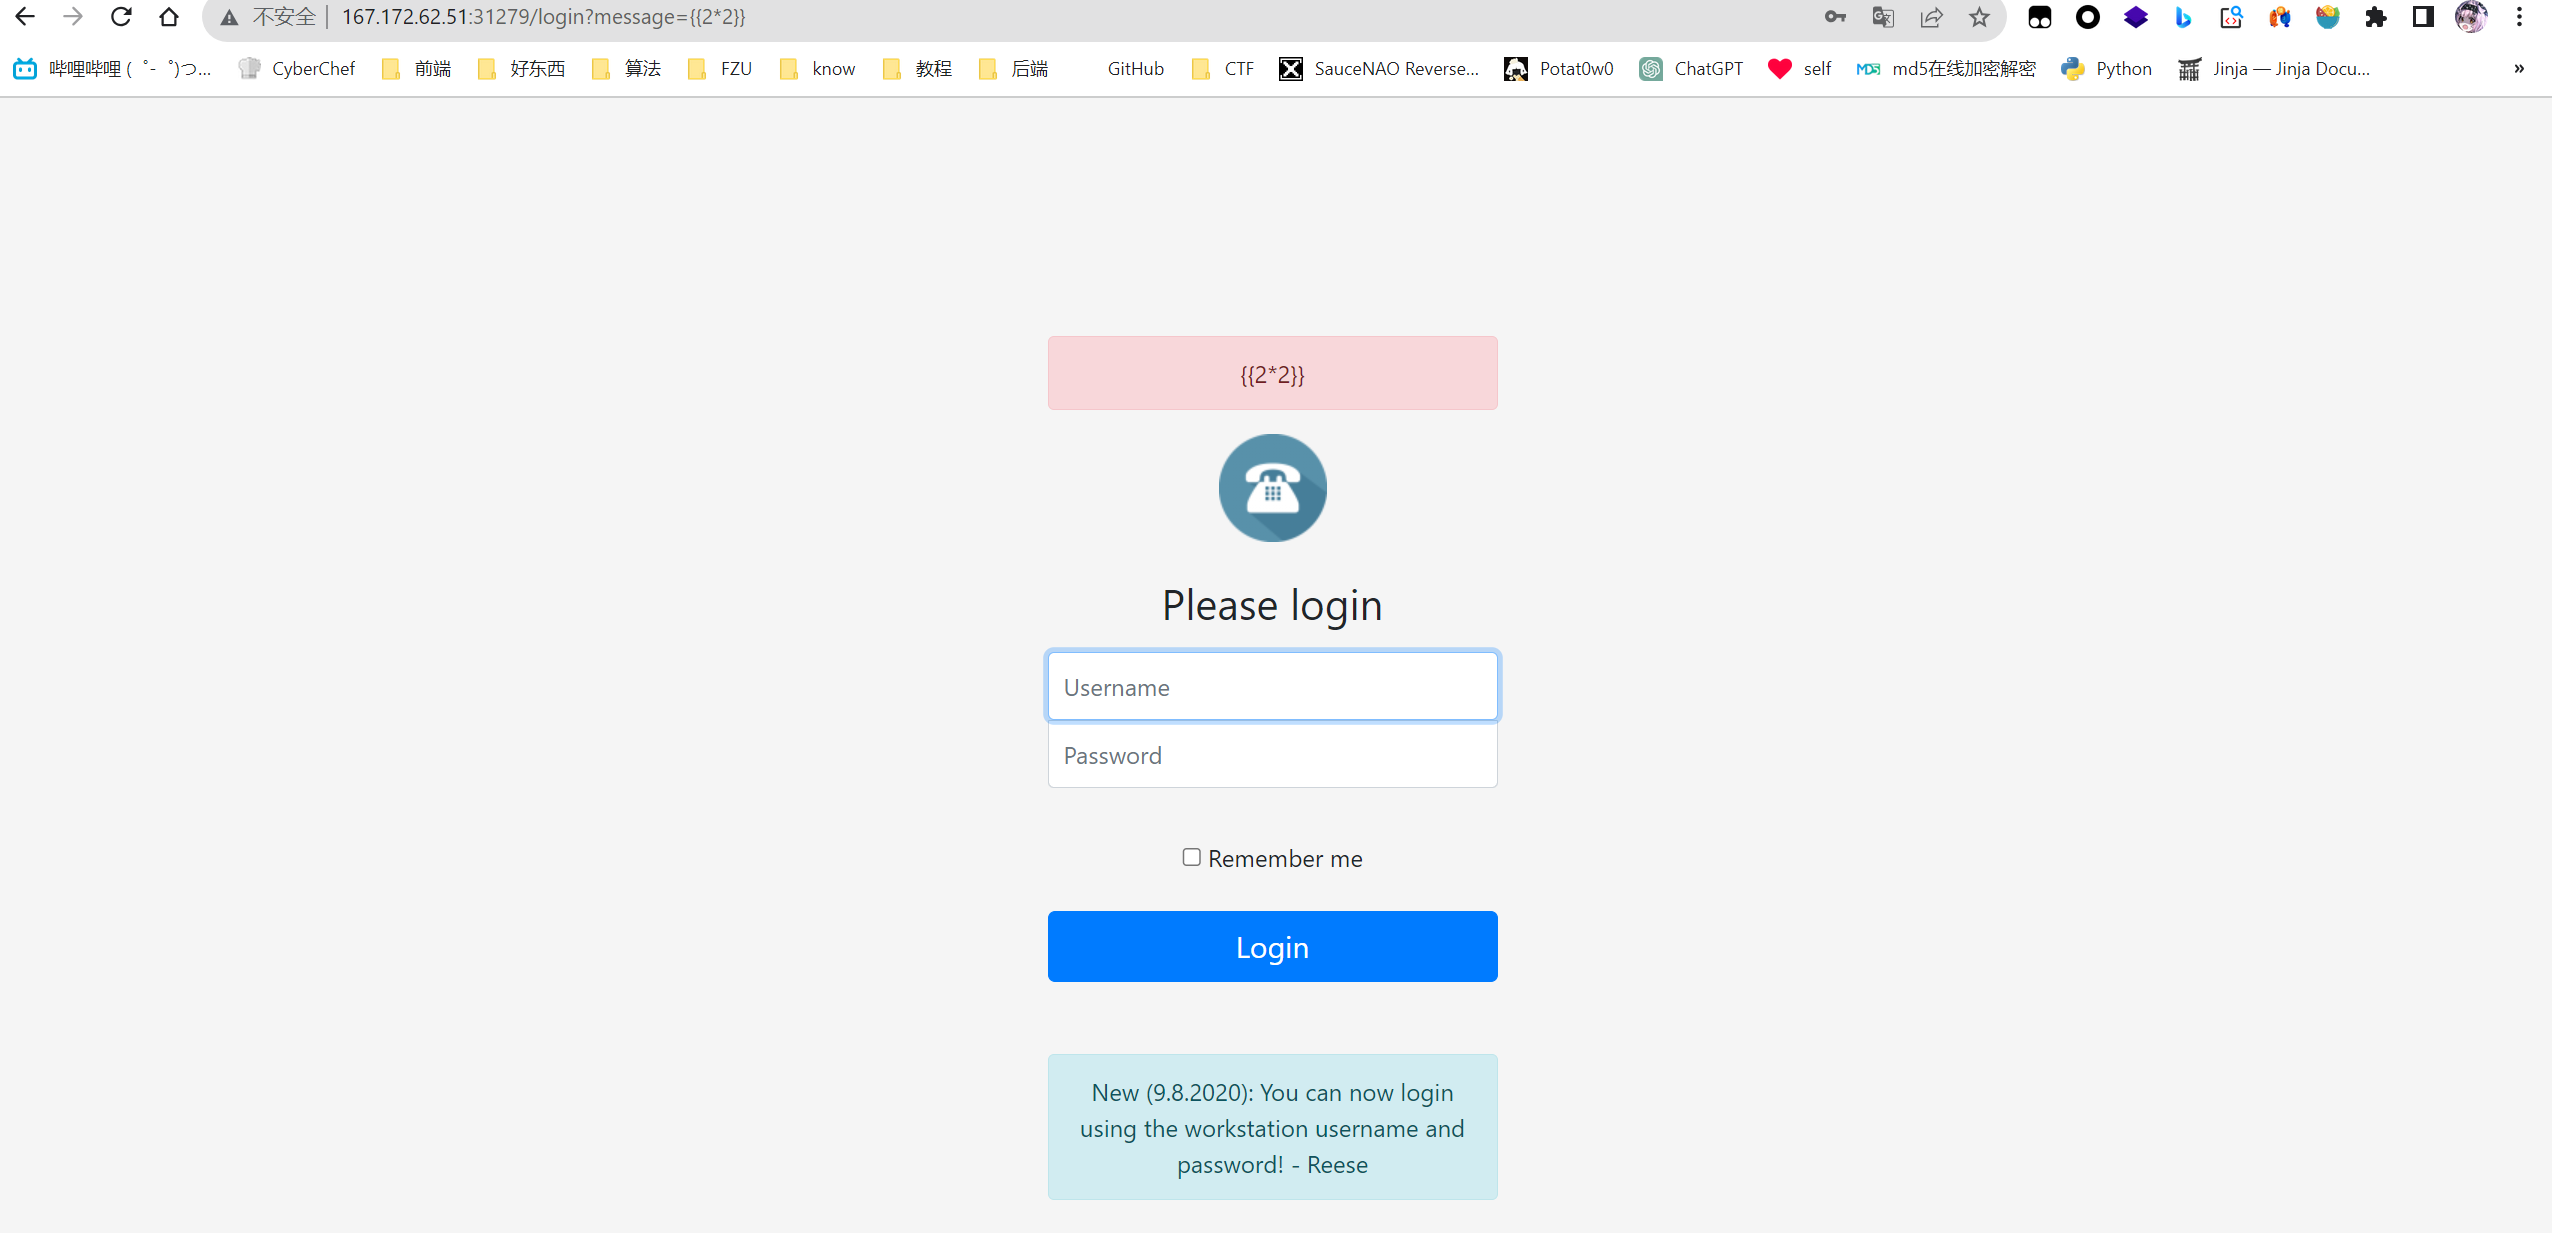 不安全 167.172.62.51:31279/login?message={{2*2}}
哔哩哔哩 (゜-゜)つ... CyberChef 前端 好东西 算法 FZU know 教程 后端 GitHub CTF SauceNAO Reverse... Potat0w0 ChatGPT self MD5 md5在线加密解密 Python Jinja — Jinja Docu... »
{{2*2}}
Please login
Username
Password
Remember me
Login
New (9.8.2020): You can now login
using the workstation username and
password! - Reese